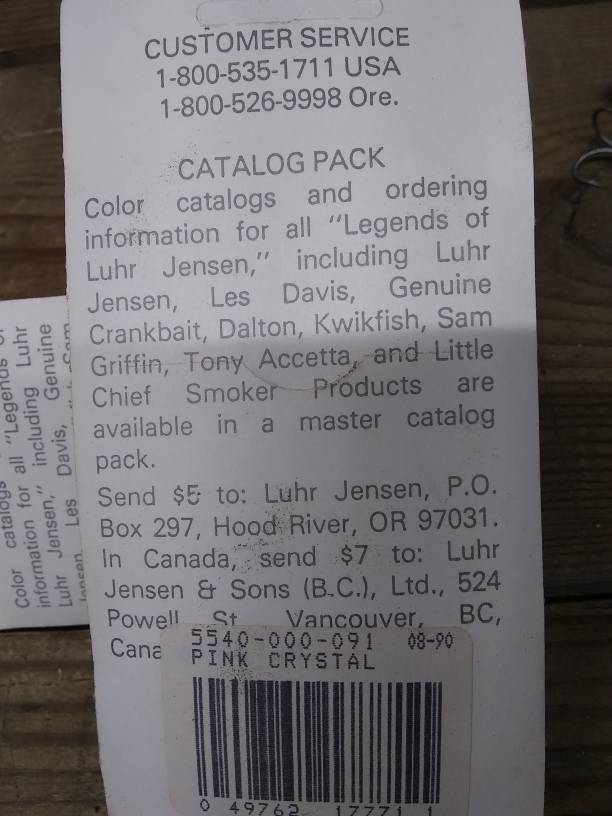 CUSTOMER SERVICE
1-800-535-1711 USA
1-800-526-9998 Ore.
CATALOG PACK
Color catalogs and ordering
information for all "Legends of
Luhr Jensen," including Luhr
Jensen, Les Davis, Genuine
Crankbait, Dalton, Kwikfish, Sam
Griffin, Tony Accetta, and Little
Chief Smoker Products are
available in a master catalog
pack.
Send $5 to: Luhr Jensen, P.O.
Box 297, Hood River, OR 97031.
In Canada, send $7 to: Luhr
Jensen & Sons (B.C.), Ltd., 524
Powell St Vancouver, BC,
Cana
5540-000-091 08-90
PINK CRYSTAL
0 49762 17771 1
Color catalogs
information for all "Legends of
Luhr Jensen," including Luhr
Jensen Les Davis, Genuine